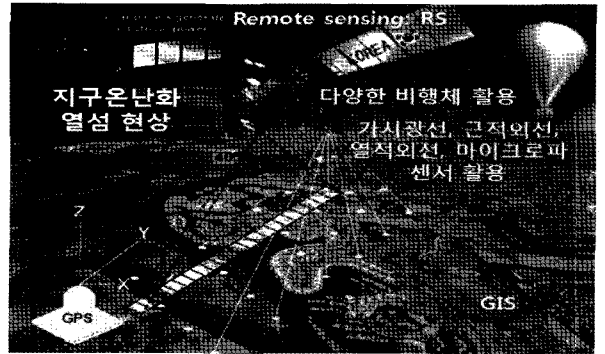 Remote sensing: RS
KOREA
지구온난화
열섬 현상
다양한 비행체 활용
가시광선, 근적외선,
열적외선, 마이크로파
센서 활용
Z
Y
X
GPS
GIS